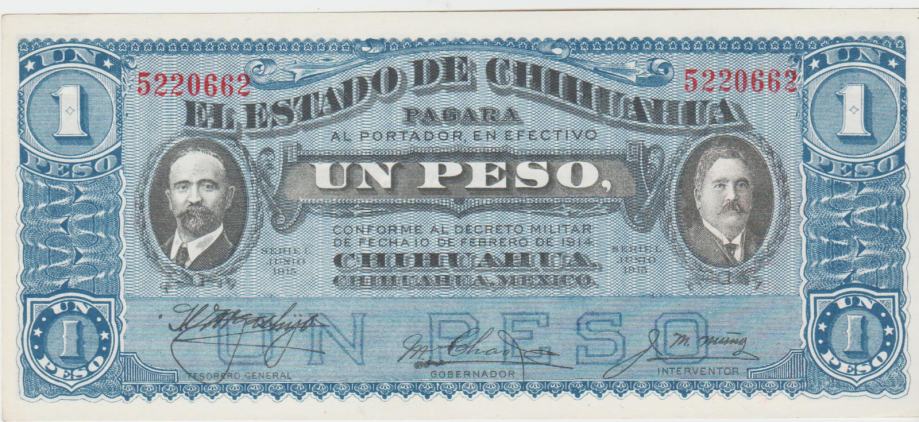 UN 1 PESO
UN 1 PESO
5220662
5220662
EL ESTADO DE CHIHUAHUA
PAGARA
AL PORTADOR, EN EFECTIVO
UN PESO,
CONFORME AL DECRETO MILITAR
DE FECHA 10 DE FEBRERO DE 1914.
CHIHUAHUA,
CHIHUAHUA, MEXICO.
SERIE
JUNIO
1915
SERIE
JUNIO
1915
UN PESO
UN 1 PESO
UN 1 PESO
TESORERO GENERAL
GOBERNADOR
INTERVENTOR